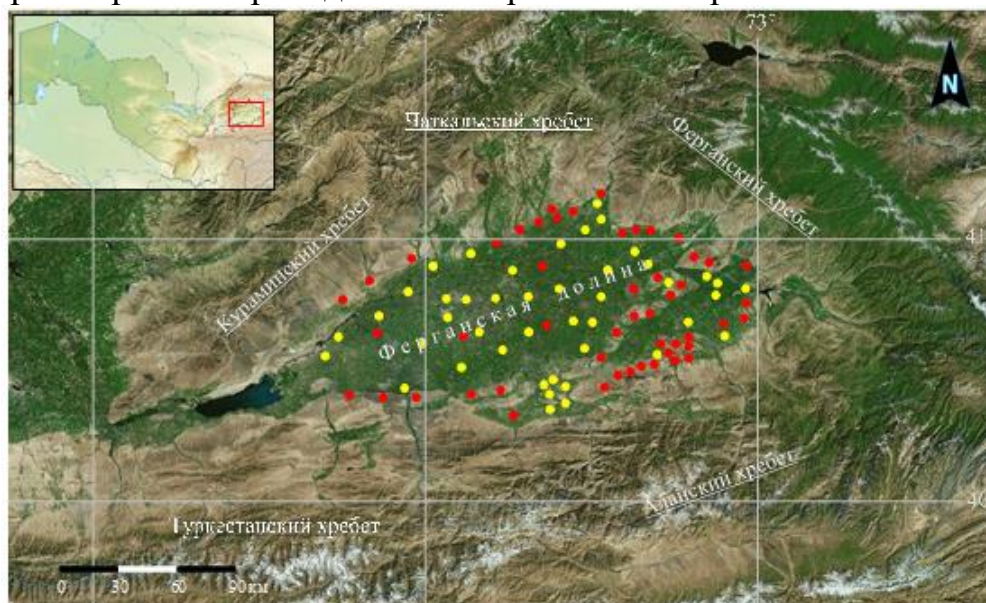 71°
73°
N
Чаткальский хребет
Ферганский хребет
Кураминский хребет
41
Ферганская долина
Алайский хребет
40
Туркестанский хребет
0 30 60 90 км